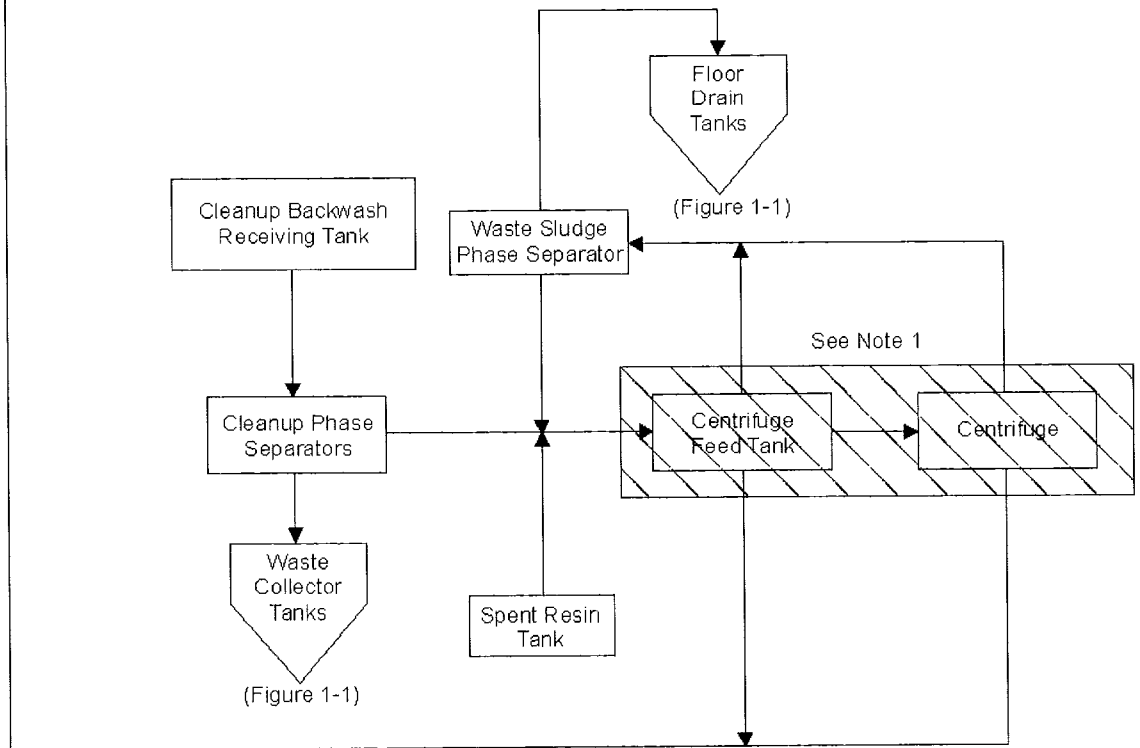 Floor
Drain
Tanks
(Figure 1-1)
Cleanup Backwash
Receiving Tank
Waste Sludge
Phase Separator
See Note 1
Cleanup Phase
Separators
Centrifuge
Feed Tank
Centrifuge
Waste
Collector
Tanks
(Figure 1-1)
Spent Resin
Tank